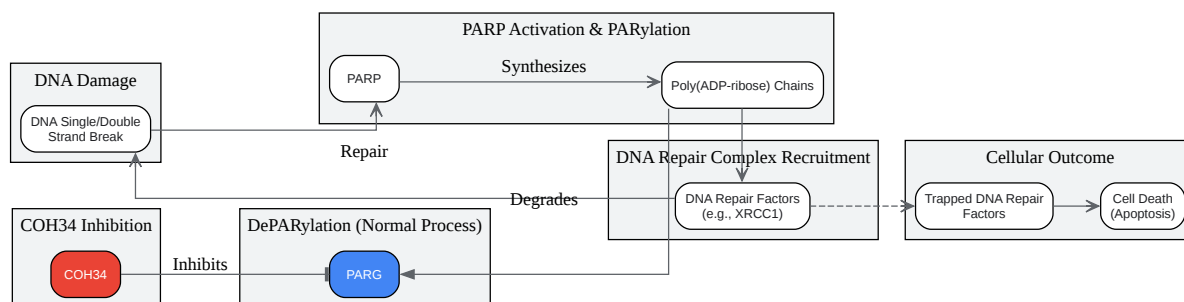 PARP Activation & PARylation
Synthesizes
PARP
Poly(ADP-ribose) Chains
DNA Damage
DNA Single/Double
Strand Break
Repair
DNA Repair Complex Recruitment
DNA Repair Factors
(e.g., XRCC1)
Cellular Outcome
Trapped DNA Repair
Factors
Cell Death
(Apoptosis)
Degrades
COH34 Inhibition
COH34
Inhibits
DePARylation (Normal Process)
PARG